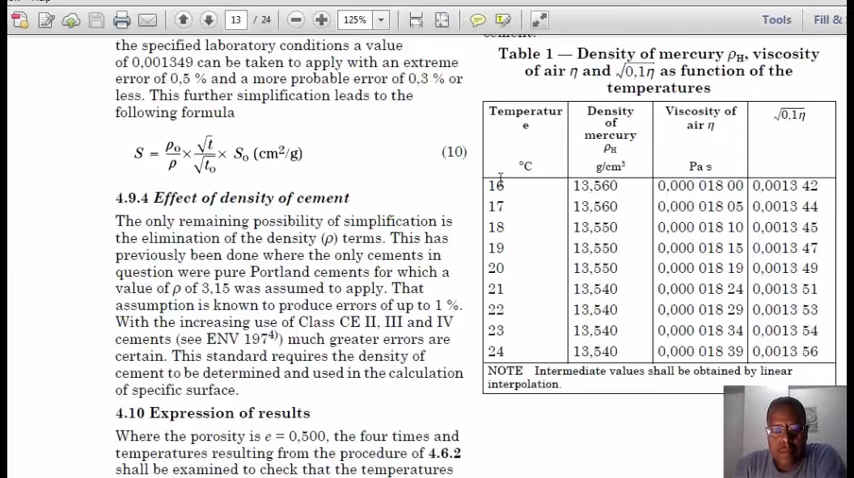 Help
13 / 24
125%
Tools
Fill &
the specified laboratory conditions a value
of 0,001349 can be taken to apply with an extreme
error of 0,5 % and a more probable error of 0,3 % or
less. This further simplification leads to the
following formula
S = ρo/ρ × √t/√to × So (cm²/g) (10)
4.9.4 Effect of density of cement
The only remaining possibility of simplification is
the elimination of the density (ρ) terms. This has
previously been done where the only cements in
question were pure Portland cements for which a
value of ρ of 3,15 was assumed to apply. That
assumption is known to produce errors of up to 1 %.
With the increasing use of Class CE II, III and IV
cements (see ENV 197⁴⁾) much greater errors are
certain. This standard requires the density of
cement to be determined and used in the calculation
of specific surface.
4.10 Expression of results
Where the porosity is e = 0,500, the four times and
temperatures resulting from the procedure of 4.6.2
shall be examined to check that the temperatures
cement.
Table 1 — Density of mercury ρH, viscosity
of air η and √0,1η as function of the
temperatures
Temperatur
e
°C
Density
of
mercury
ρH
g/cm³
Viscosity of
air η
Pa s
√0,1η
16 13,560 0,000 018 00 0,0013 42
17 13,560 0,000 018 05 0,0013 44
18 13,550 0,000 018 10 0,0013 45
19 13,550 0,000 018 15 0,0013 47
20 13,550 0,000 018 19 0,0013 49
21 13,540 0,000 018 24 0,0013 51
22 13,540 0,000 018 29 0,0013 53
23 13,540 0,000 018 34 0,0013 54
24 13,540 0,000 018 39 0,0013 56
NOTE Intermediate values shall be obtained by linear
interpolation.